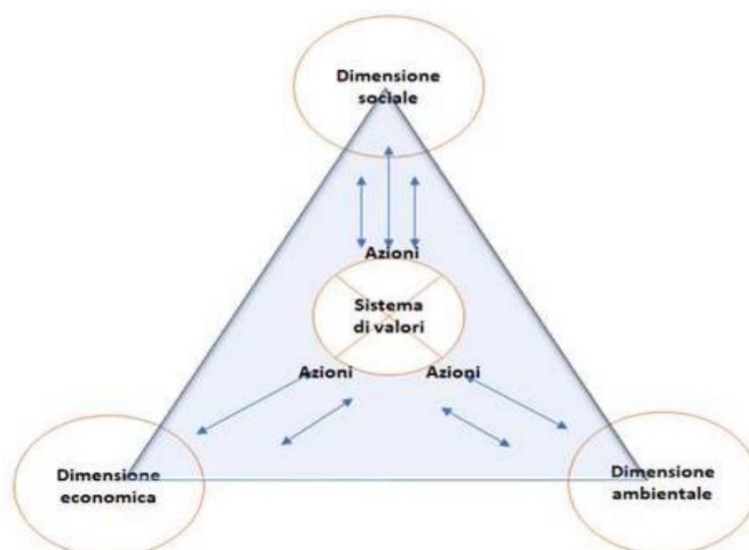 Dimensione
sociale
Azioni
Sistema
di valori
Azioni
Azioni
Dimensione
economica
Dimensione
ambientale